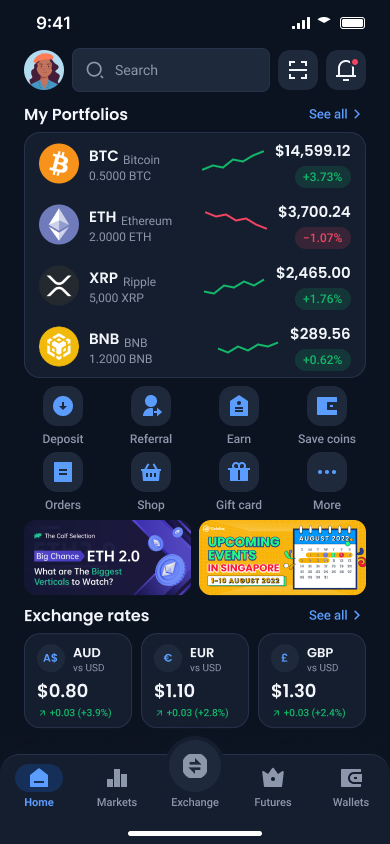 9:41
Search
My Portfolios See all
BTC Bitcoin $14,599.12
0.5000 BTC +3.73%
ETH Ethereum $3,700.24
2.0000 ETH −1.07%
XRP Ripple $2,465.00
5,000 XRP +1.76%
BNB BNB $289.56
1.2000 BNB +0.62%
Deposit Referral Earn Save coins
Orders Shop Gift card More
The Calf Selection
Big Chance ETH 2.0
What are The Biggest
Verticals to Watch?
UPCOMING
EVENTS
IN SINGAPORE
1-10 AUGUST 2022
AUGUST 2022
Exchange rates See all
A$ AUD € EUR £ GBP
vs USD vs USD vs USD
$0.80 $1.10 $1.30
+0.03 (+3.9%) +0.03 (+2.8%) +0.03 (+2.4%)
Home Markets Exchange Futures Wallets